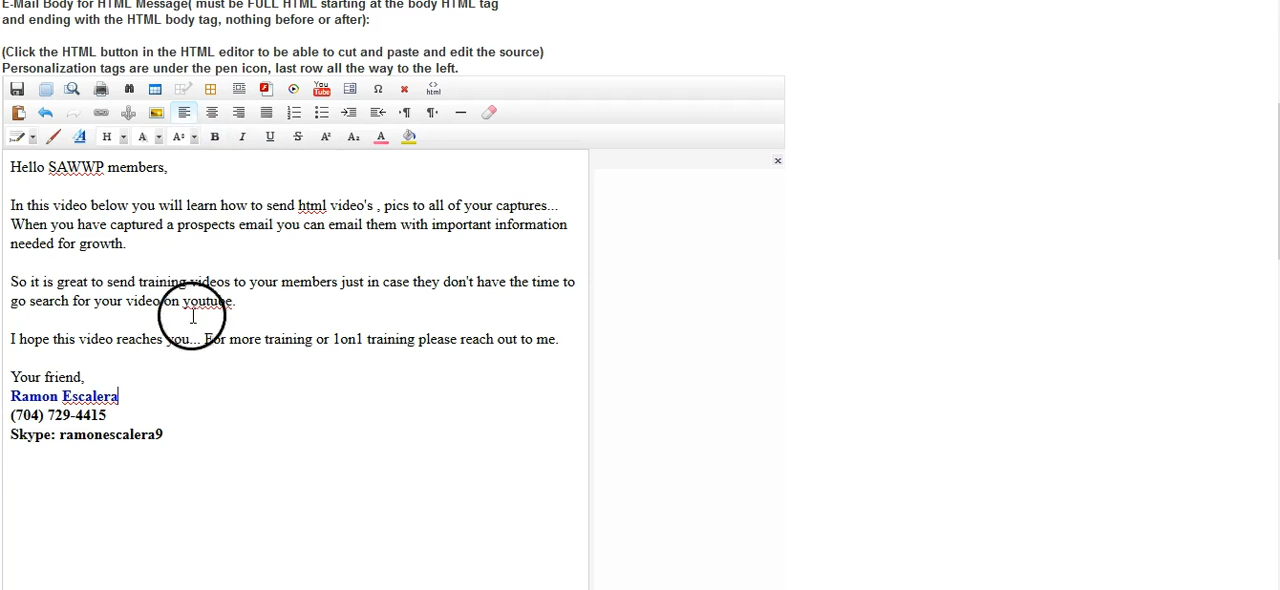 E-Mail Body for HTML Message( must be FULL HTML starting at the body HTML tag
and ending with the HTML body tag, nothing before or after):
(Click the HTML button in the HTML editor to be able to cut and paste and edit the source)
Personalization tags are under the pen icon, last row all the way to the left.
You Tube
html
H A B I U S
Hello SAWWP members,
In this video below you will learn how to send html video's , pics to all of your captures...
When you have captured a prospects email you can email them with important information
needed for growth.
So it is great to send training videos to your members just in case they don't have the time to
go search for your video on youtube.
I hope this video reaches you... For more training or 1on1 training please reach out to me.
Your friend,
Ramon Escalera
(704) 729-4415
Skype: ramonescalera9